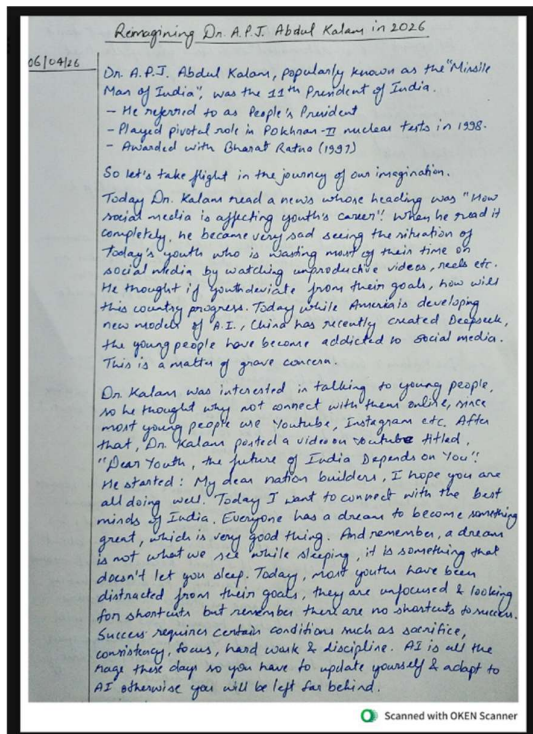 Reimagining Dr. A.P.J. Abdul Kalam in 2026
06/04/26
Dr. A.P.J. Abdul Kalam, popularly known as the "Missile
Man of India", was the 11th President of India.
- He referred to as People's President
- Played pivotal role in Pokhran-II nuclear tests in 1998.
- Awarded with Bharat Ratna (1997)
So let's take flight in the journey of our imagination.
Today Dr. Kalam read a news whose heading was "How
social media is affecting youth's career". When he read it
completely, he became very sad seeing the situation of
today's youth who is wasting most of their time on
social media by watching unproductive videos, reels etc.
He thought if youth deviate from their goals, how will
this country progress. Today while America is developing
new models of A.I., China has recently created Deepseek,
the young people have become addicted to social media.
This is a matter of grave concern.
Dr. Kalam was interested in talking to young people,
so he thought why not connect with them online, since
most young people use Youtube, Instagram etc. After
that, Dr. Kalam posted a video on Youtube titled,
"Dear Youth, the future of India Depends on You".
He started: My dear nation builders, I hope you are
all doing well. Today I want to connect with the best
minds of India. Everyone has a dream to become something
great, which is very good thing. And remember, a dream
is not what we see while sleeping, it is something that
doesn't let you sleep. Today, most youths have been
distracted from their goals, they are unfocused & looking
for shortcuts but remember there are no shortcuts to success.
Success requires certain conditions such as sacrifice,
consistency, focus, hard work & discipline. AI is all the
rage these days so you have to update yourself & adapt to
AI otherwise you will be left far behind.
Scanned with OKEN Scanner